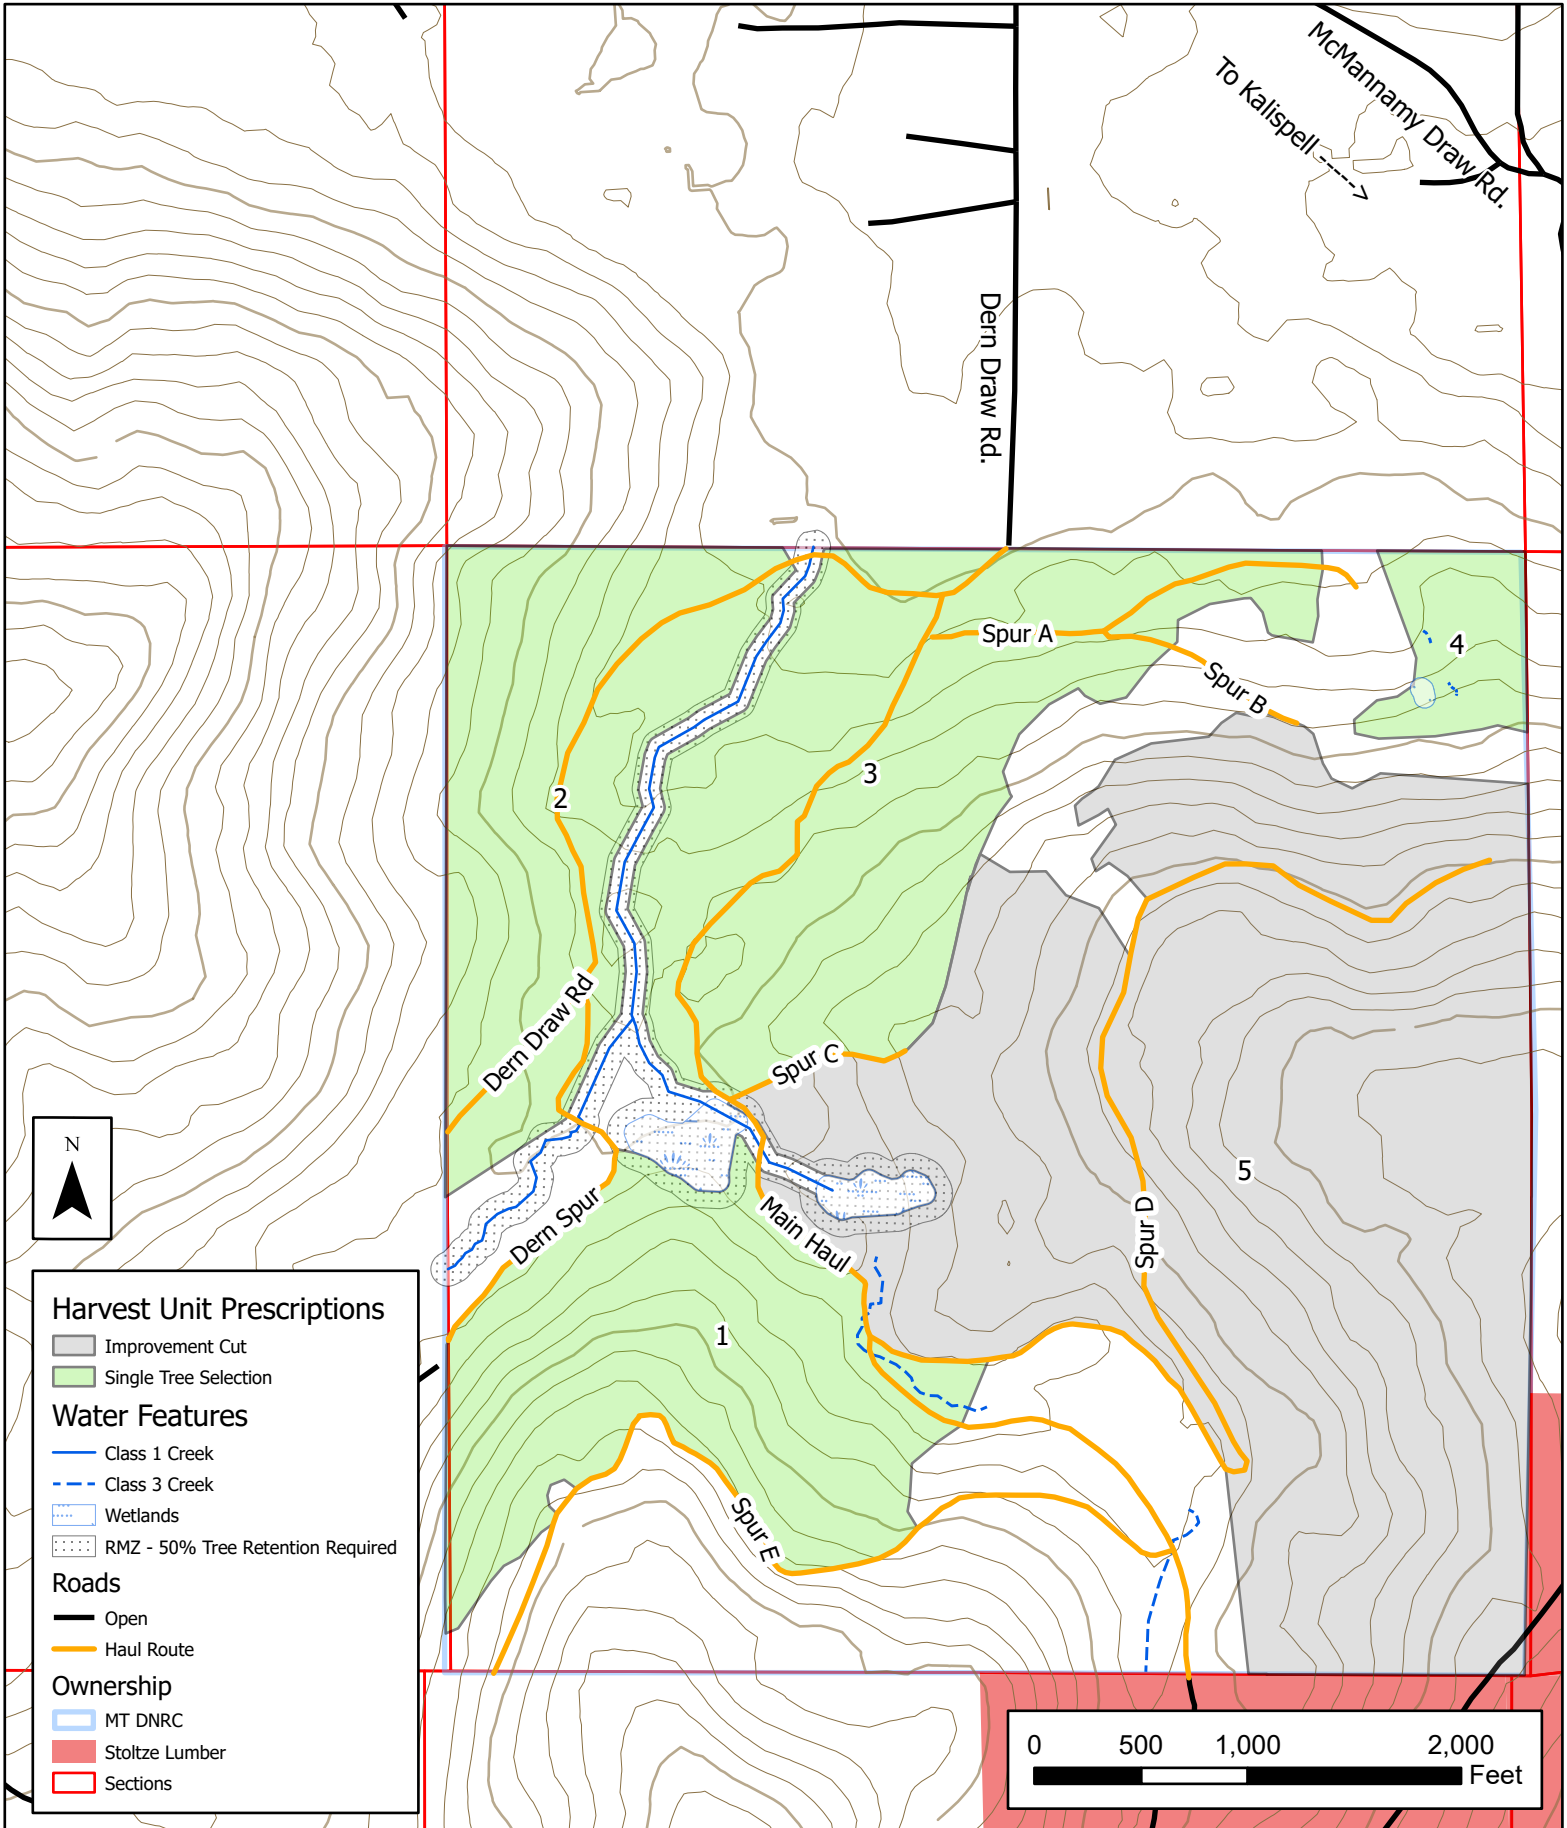 McMannamy Draw Rd.
To Kalispell
Dern Draw Rd.
Spur A
4
Spur B
3
2
Dern Draw Rd
Spur C
N
5
Dern Spur
Main Haul
Spur D
1
Spur E
Harvest Unit Prescriptions
Improvement Cut
Single Tree Selection
Water Features
Class 1 Creek
Class 3 Creek
Wetlands
RMZ - 50% Tree Retention Required
Roads
Open
Haul Route
Ownership
MT DNRC
Stoltze Lumber
Sections
0 500 1,000 2,000
Feet